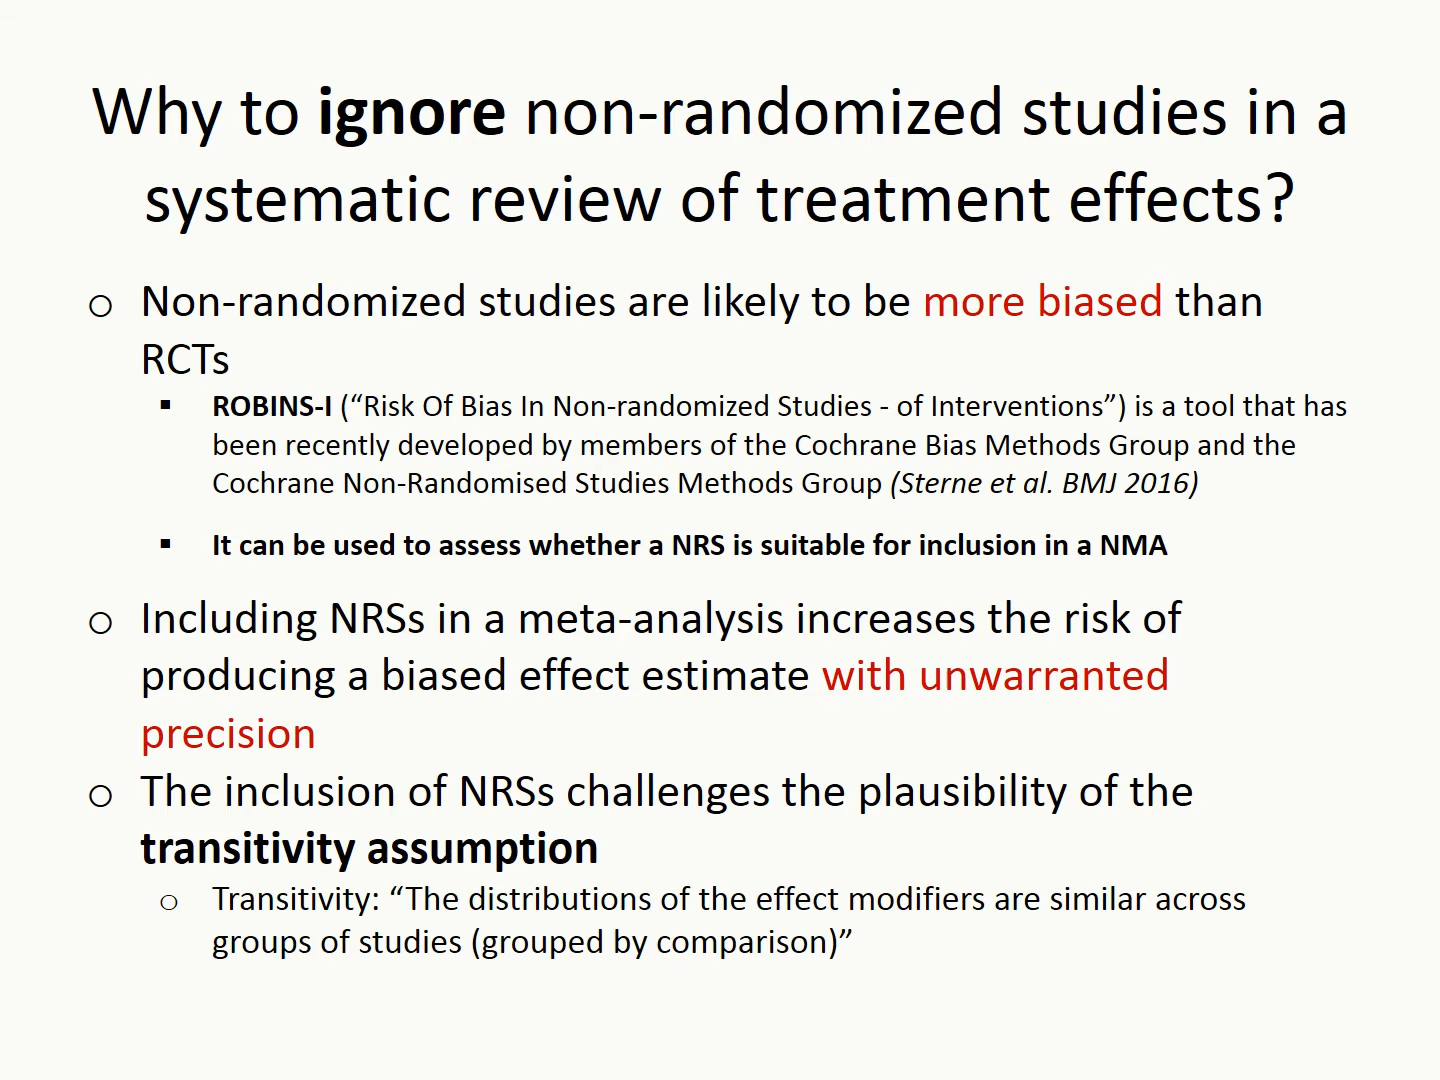 Why to ignore non-randomized studies in a
systematic review of treatment effects?
○ Non-randomized studies are likely to be more biased than
RCTs
▪ ROBINS-I (“Risk Of Bias In Non-randomized Studies - of Interventions”) is a tool that has
been recently developed by members of the Cochrane Bias Methods Group and the
Cochrane Non-Randomised Studies Methods Group (Sterne et al. BMJ 2016)
▪ It can be used to assess whether a NRS is suitable for inclusion in a NMA
○ Including NRSs in a meta-analysis increases the risk of
producing a biased effect estimate with unwarranted
precision
○ The inclusion of NRSs challenges the plausibility of the
transitivity assumption
○ Transitivity: “The distributions of the effect modifiers are similar across
groups of studies (grouped by comparison)”